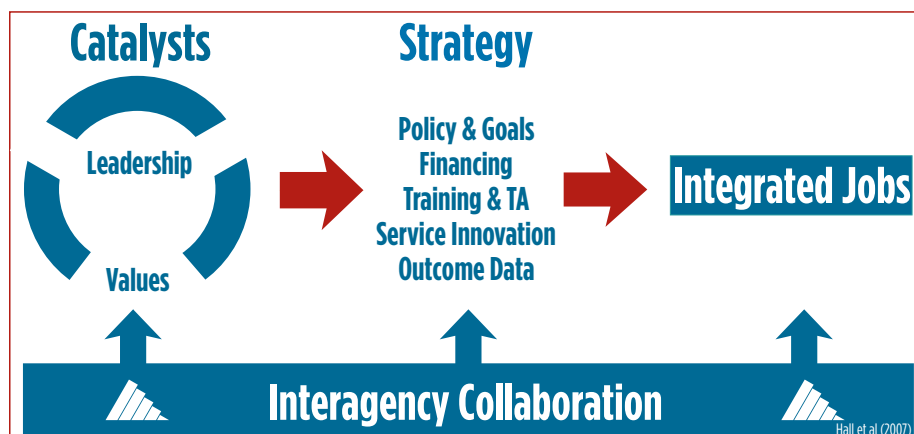 Catalysts
Leadership
Values
Strategy
Policy & Goals
Financing
Training & TA
Service Innovation
Outcome Data
Integrated Jobs
Interagency Collaboration
Hall et al (2007)